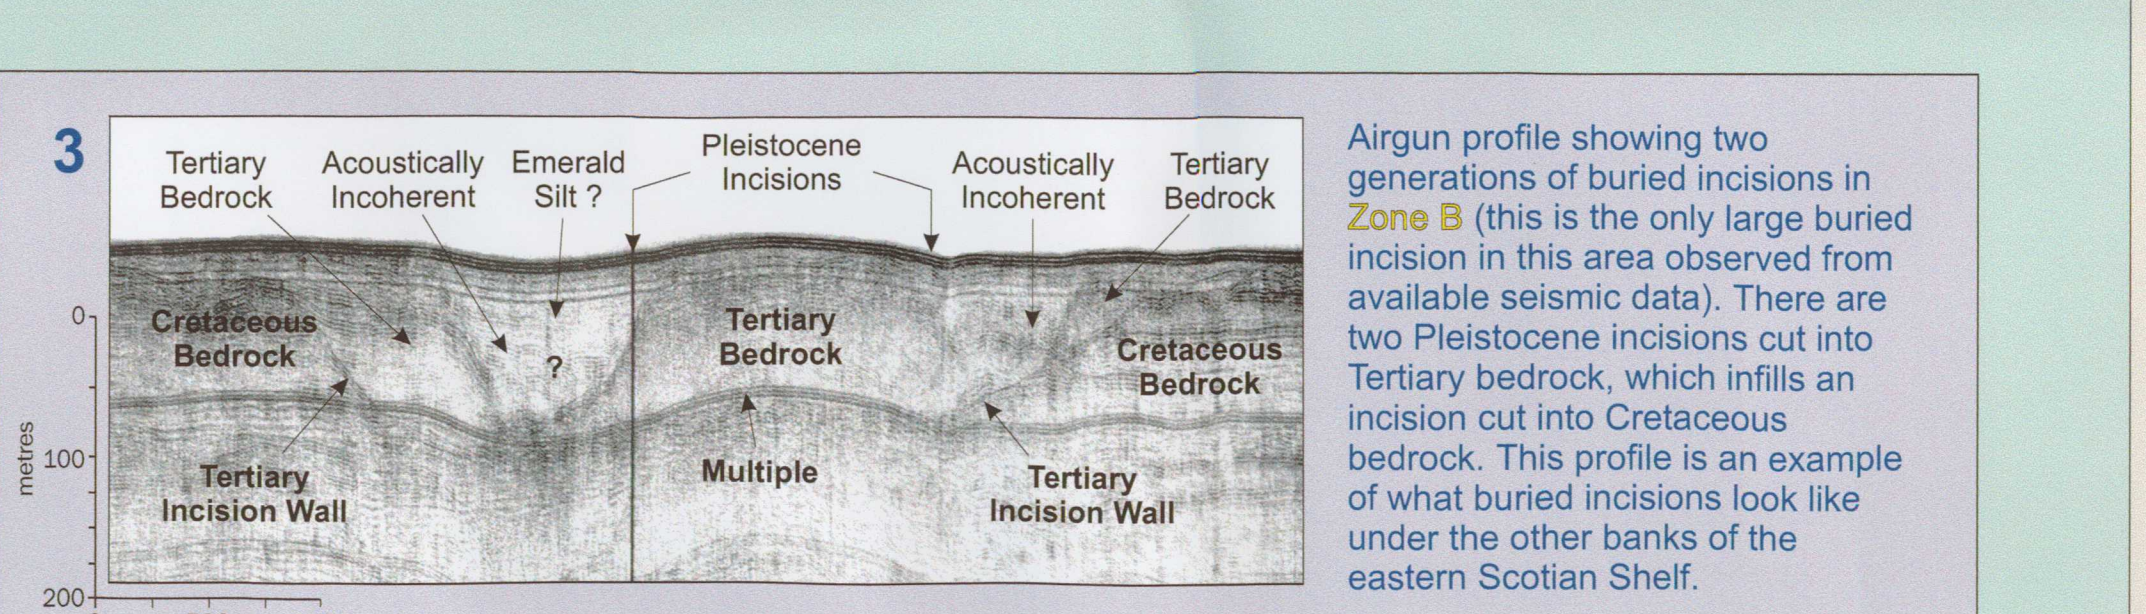 3
Tertiary
Bedrock
Acoustically
Incoherent
Emerald
Silt ?
Pleistocene
Incisions
Acoustically
Incoherent
Tertiary
Bedrock
Cretaceous
Bedrock
?
Tertiary
Bedrock
Cretaceous
Bedrock
Tertiary
Incision Wall
Multiple
Tertiary
Incision Wall
0
100
200
metres
Airgun profile showing two
generations of buried incisions in
Zone B (this is the only large buried
incision in this area observed from
available seismic data). There are
two Pleistocene incisions cut into
Tertiary bedrock, which infills an
incision cut into Cretaceous
bedrock. This profile is an example
of what buried incisions look like
under the other banks of the
eastern Scotian Shelf.